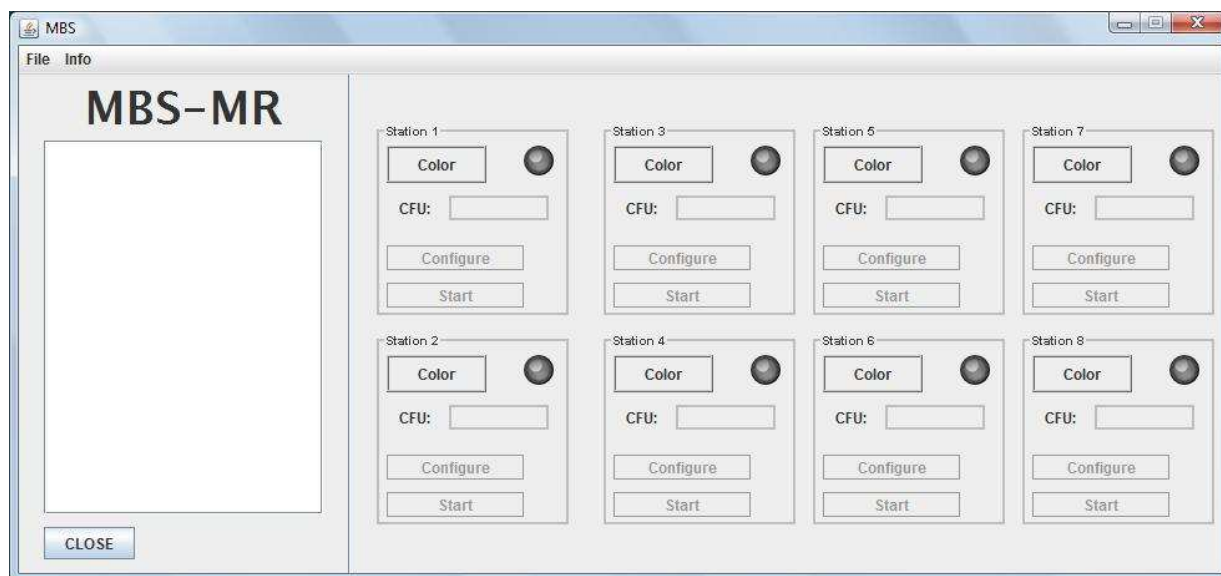 MBS
File Info
MBS-MR
CLOSE
Station 1
Color
CFU:
Configure
Start
Station 3
Color
CFU:
Configure
Start
Station 5
Color
CFU:
Configure
Start
Station 7
Color
CFU:
Configure
Start
Station 2
Color
CFU:
Configure
Start
Station 4
Color
CFU:
Configure
Start
Station 6
Color
CFU:
Configure
Start
Station 8
Color
CFU:
Configure
Start